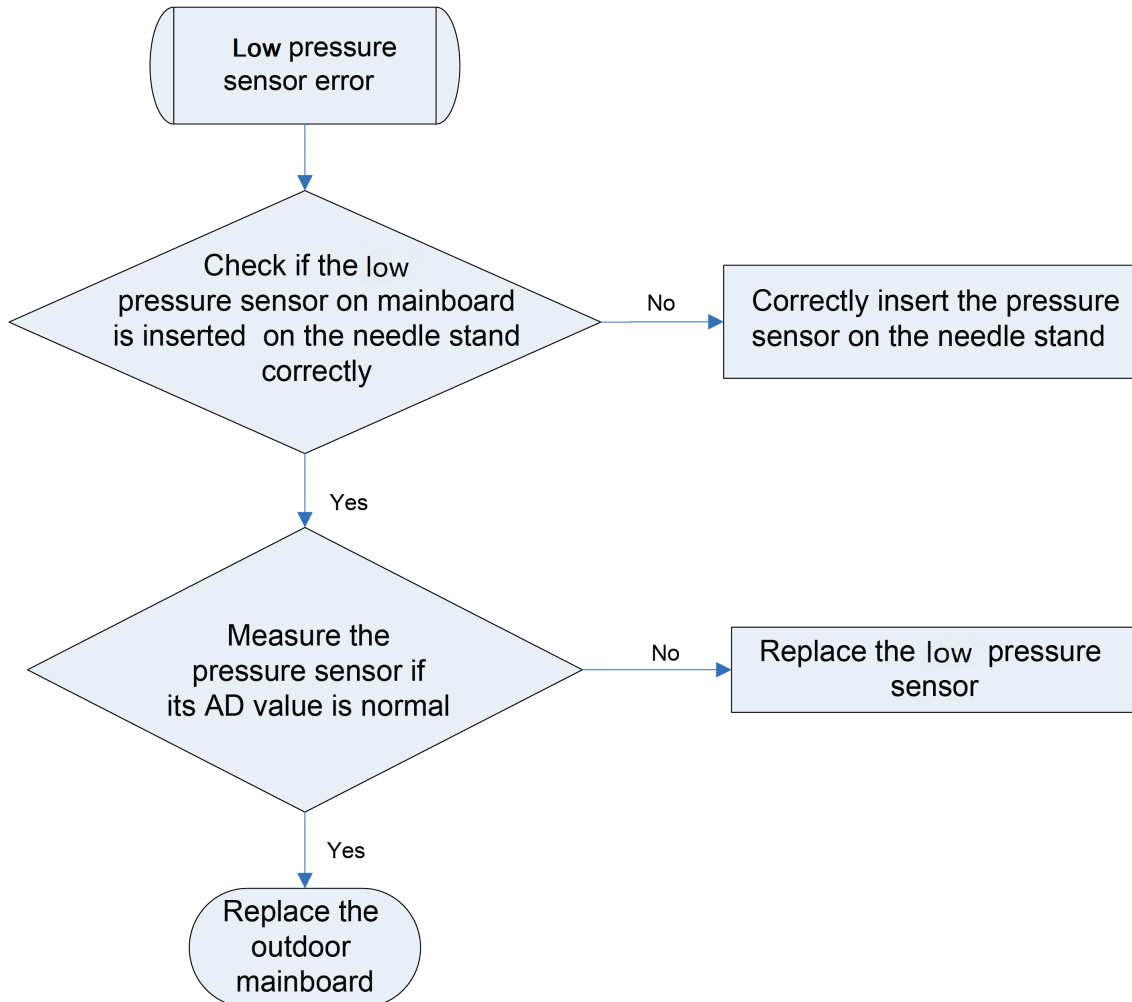 Low pressure
sensor error
Check if the low
pressure sensor on mainboard
is inserted on the needle stand
correctly
No
Correctly insert the pressure
sensor on the needle stand
Yes
Measure the
pressure sensor if
its AD value is normal
No
Replace the low pressure
sensor
Yes
Replace the
outdoor
mainboard